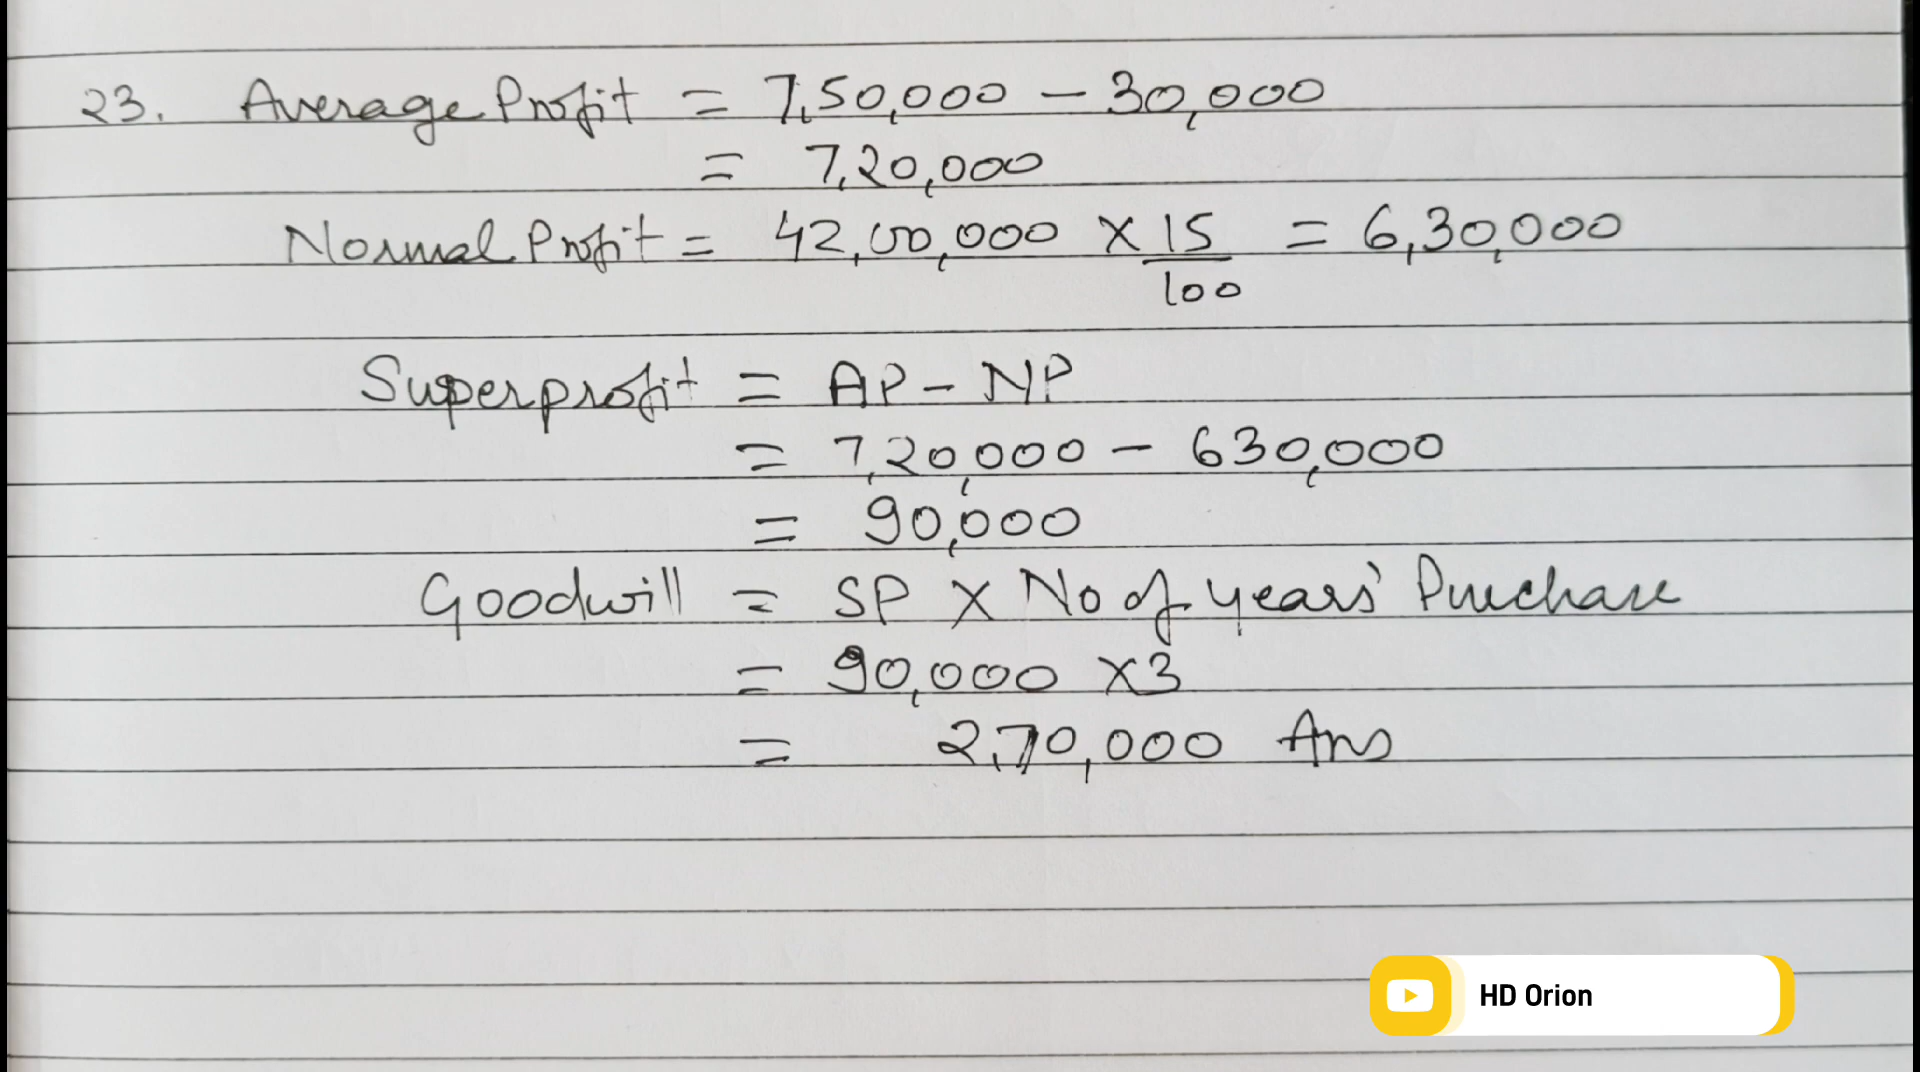 23. Average Profit = 7,50,000 - 30,000
= 7,20,000
Normal Profit = 42,00,000 × 15/100 = 6,30,000
Superprofit = AP - NP
= 7,20,000 - 630,000
= 90,000
Goodwill = SP × No of years' Purchase
= 90,000 ×3
= 2,70,000 Ans
HD Orion